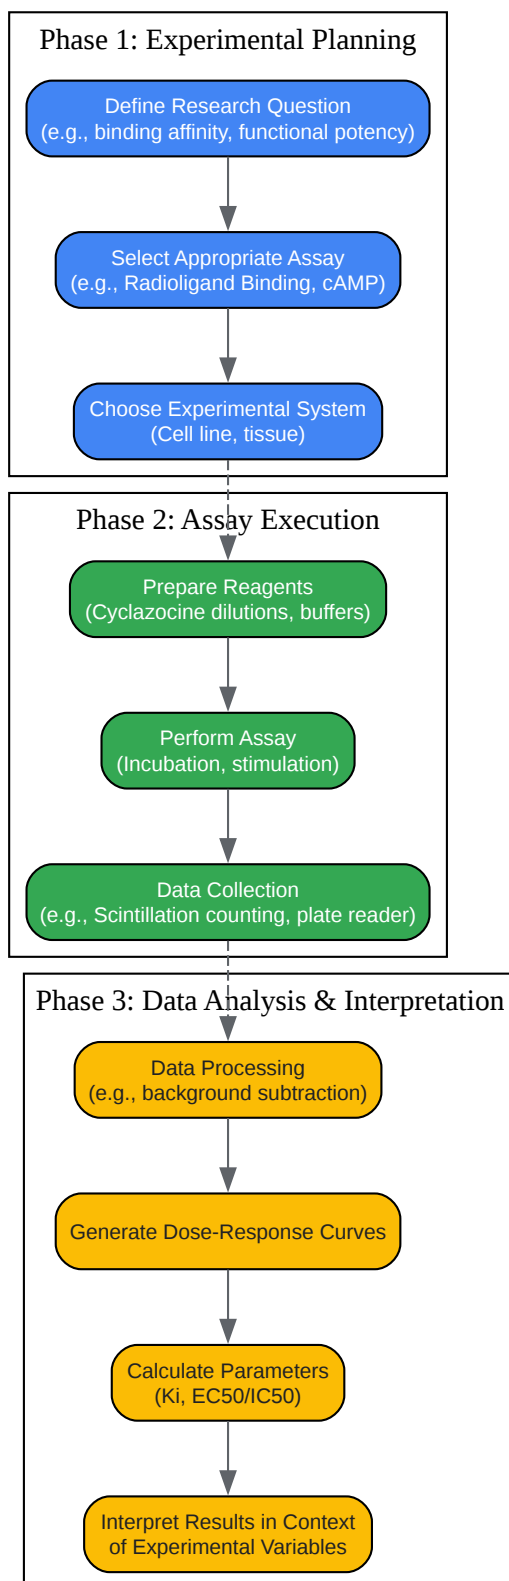 Phase 1: Experimental Planning
Define Research Question
(e.g., binding affinity, functional potency)
Select Appropriate Assay
(e.g., Radioligand Binding, cAMP)
Choose Experimental System
(Cell line, tissue)
Phase 2: Assay Execution
Prepare Reagents
(Cyclazocine dilutions, buffers)
Perform Assay
(Incubation, stimulation)
Data Collection
(e.g., Scintillation counting, plate reader)
Phase 3: Data Analysis & Interpretation
Data Processing
(e.g., background subtraction)
Generate Dose-Response Curves
Calculate Parameters
(Ki, EC50/IC50)
Interpret Results in Context
of Experimental Variables